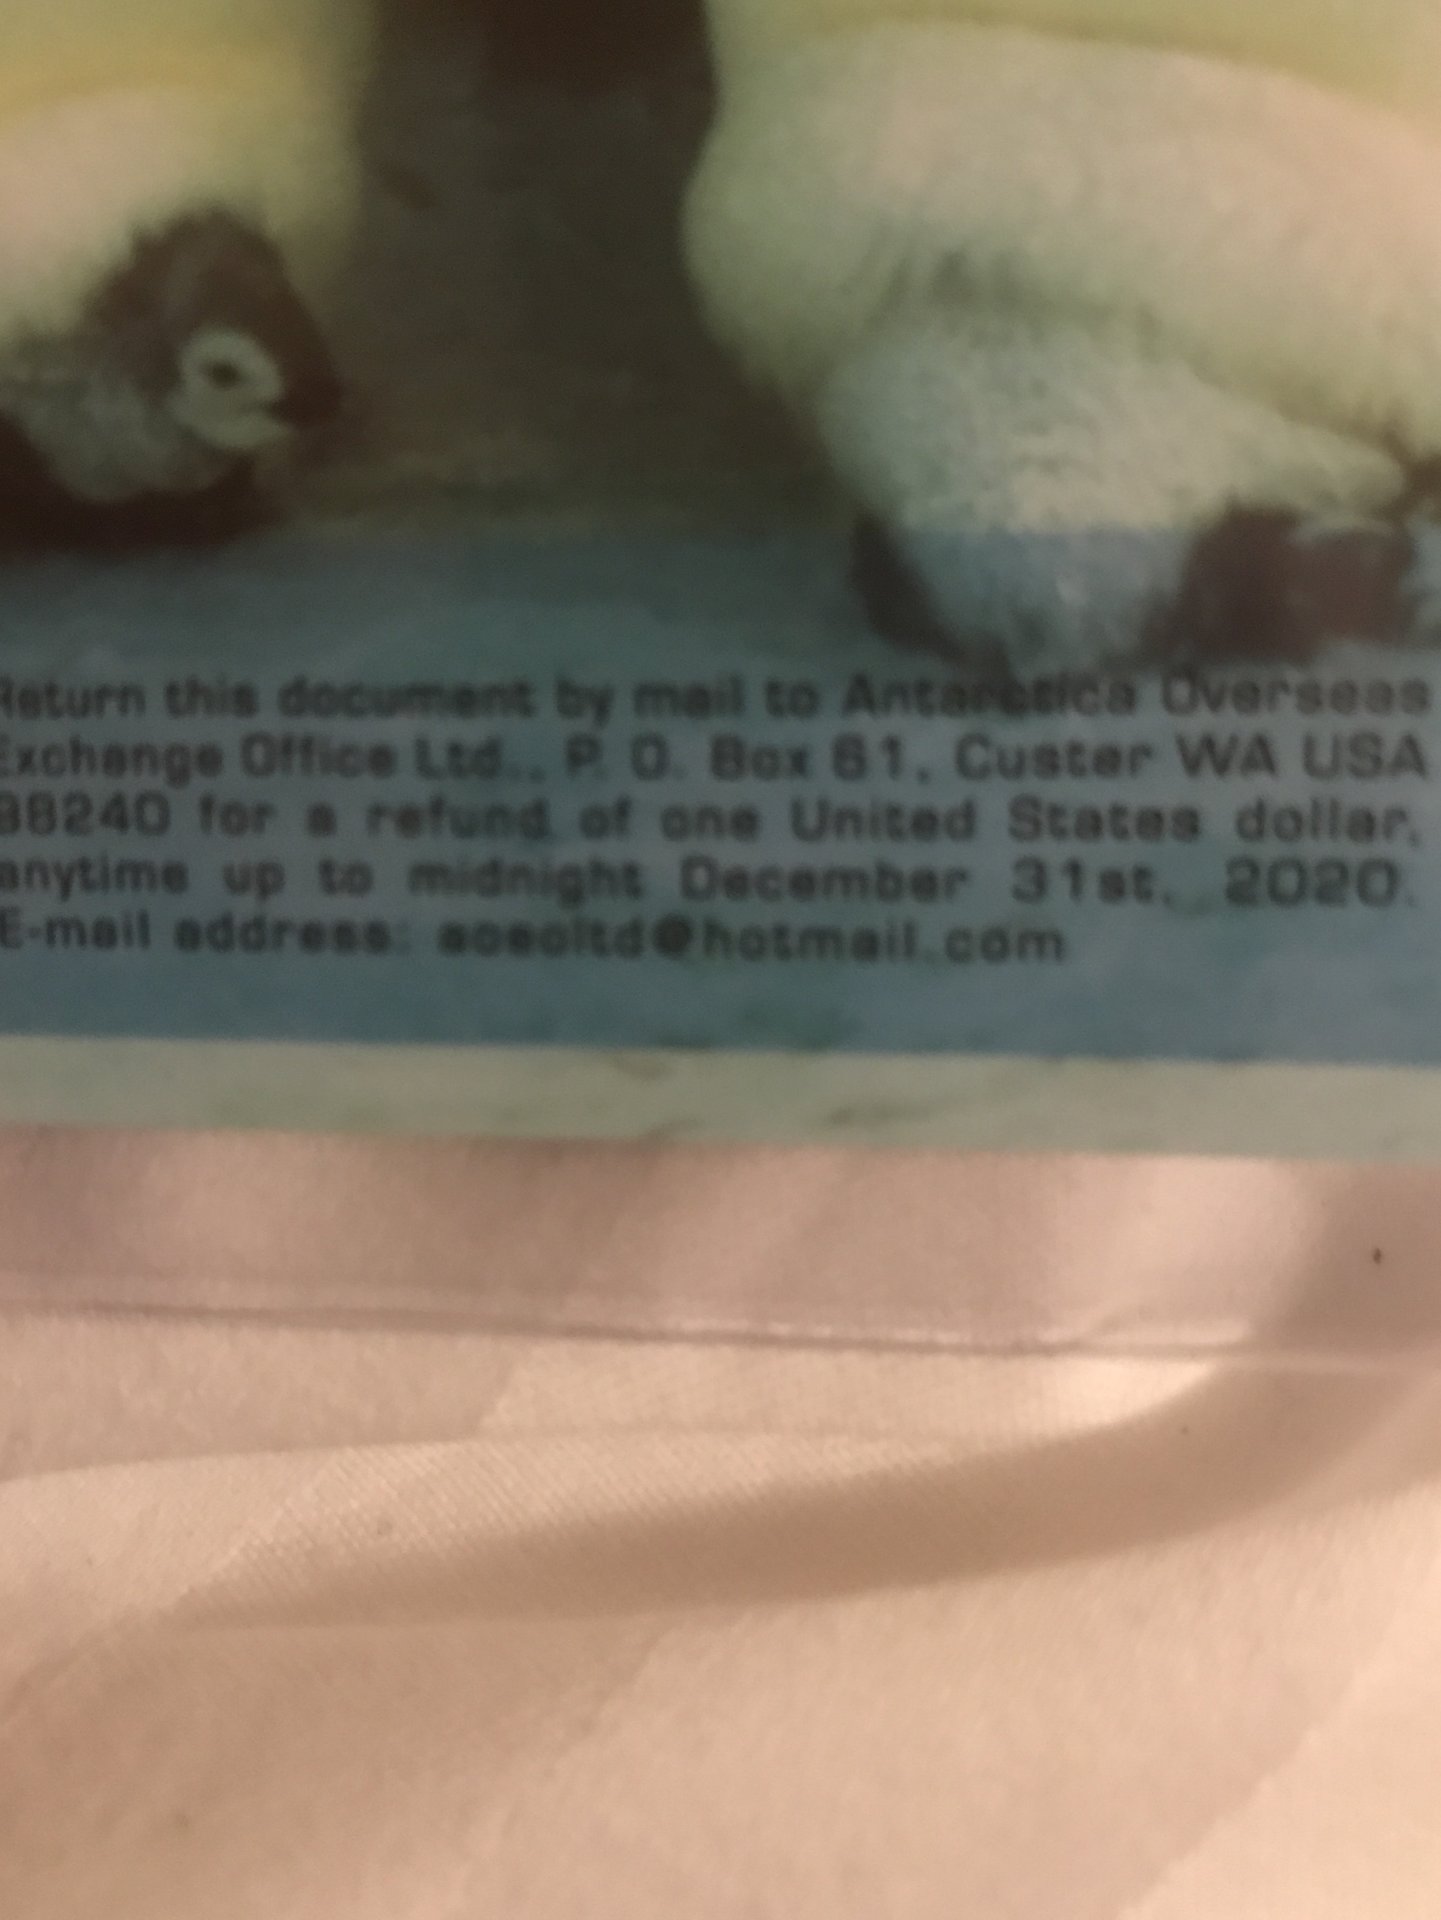 Return this document by mail to Antarctica Overseas
Exchange Office Ltd., P. O. Box 61, Custer WA USA
98240 for a refund of one United States dollar,
anytime up to midnight December 31st, 2020.
E-mail address: aoeoltd@hotmail.com